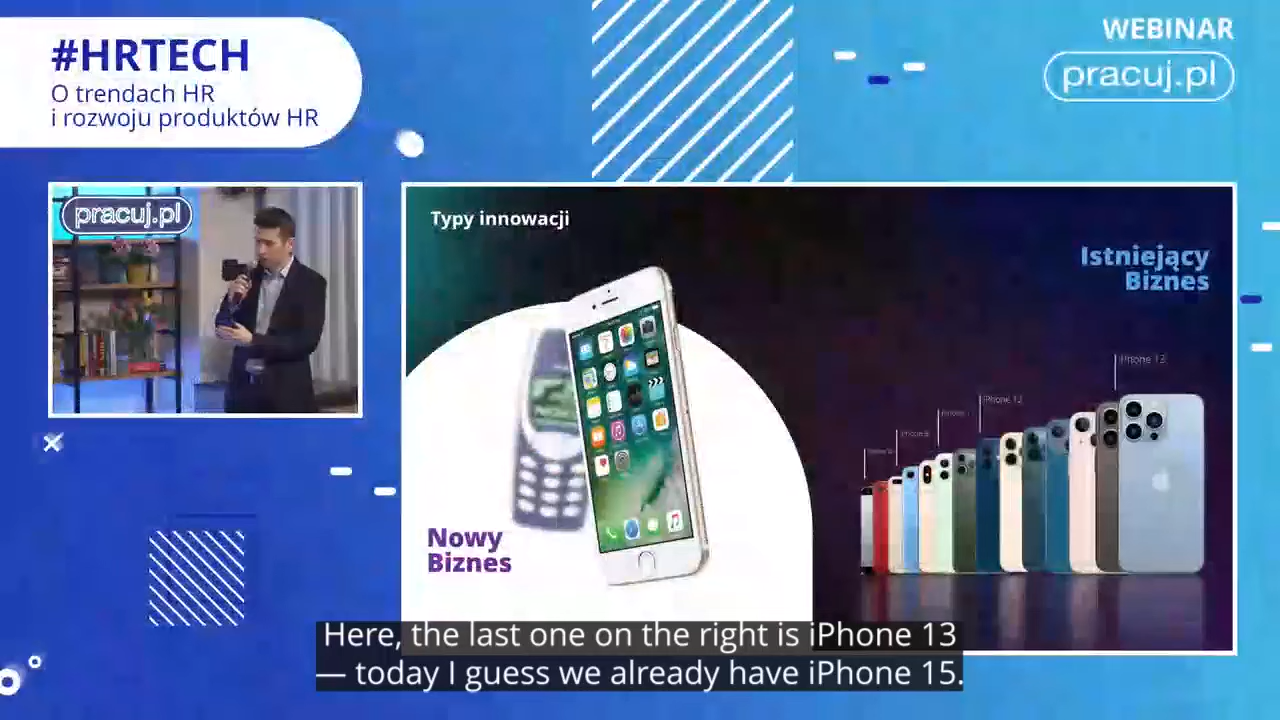 #HRTECH
O trendach HR
i rozwoju produktów HR
WEBINAR
pracuj.pl
pracuj.pl
Typy innowacji
Istniejący
Biznes
iPhone 13
iPhone 12
Nowy
Biznes
Here, the last one on the right is iPhone 13
— today I guess we already have iPhone 15.